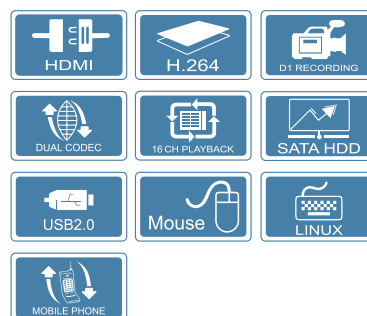 HDMI
H.264
D1 RECORDING
DUAL CODEC
16 CH PLAYBACK
SATA HDD
USB2.0
Mouse
LINUX
MOBILE PHONE